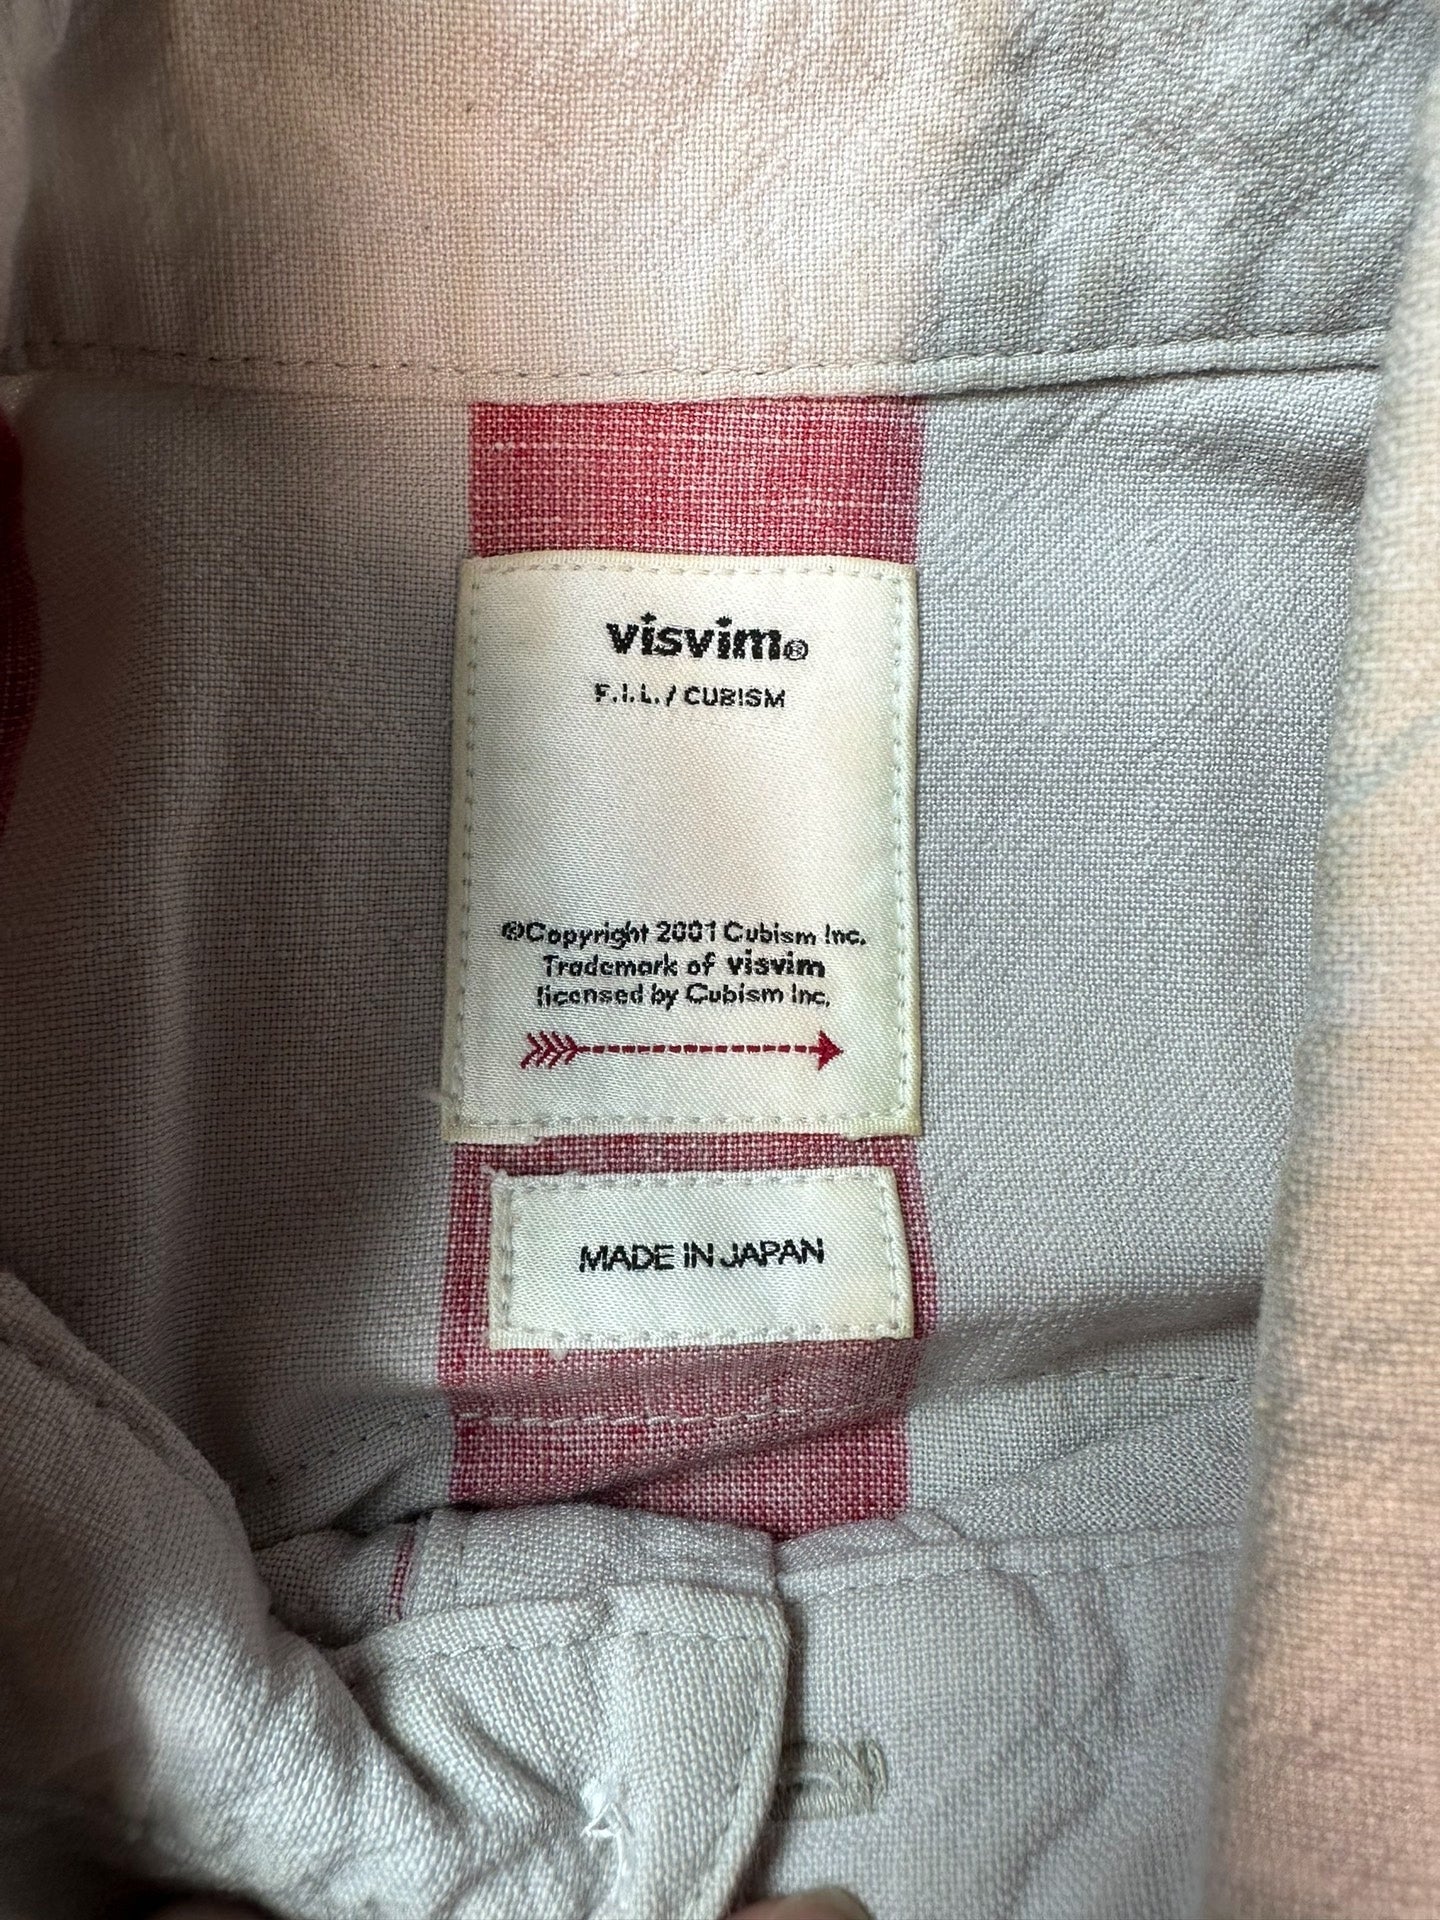 visvim®
F.I.L. / CUBISM
©Copyright 2001 Cubism Inc.
Trademark of visvim
licensed by Cubism Inc.
MADE IN JAPAN